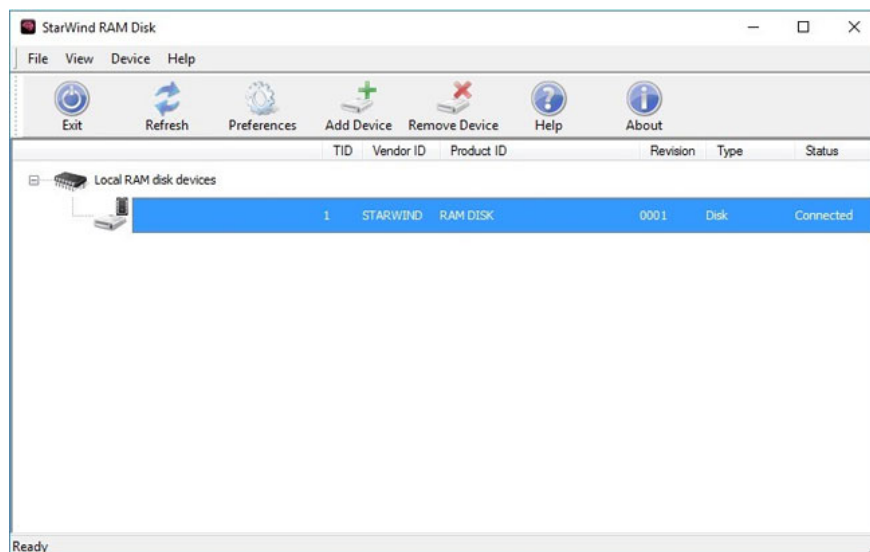 StarWind RAM Disk
File View Device Help
Exit Refresh Preferences Add Device Remove Device Help About
TID Vendor ID Product ID Revision Type Status
Local RAM disk devices
1 STARWIND RAM DISK 0001 Disk Connected
Ready